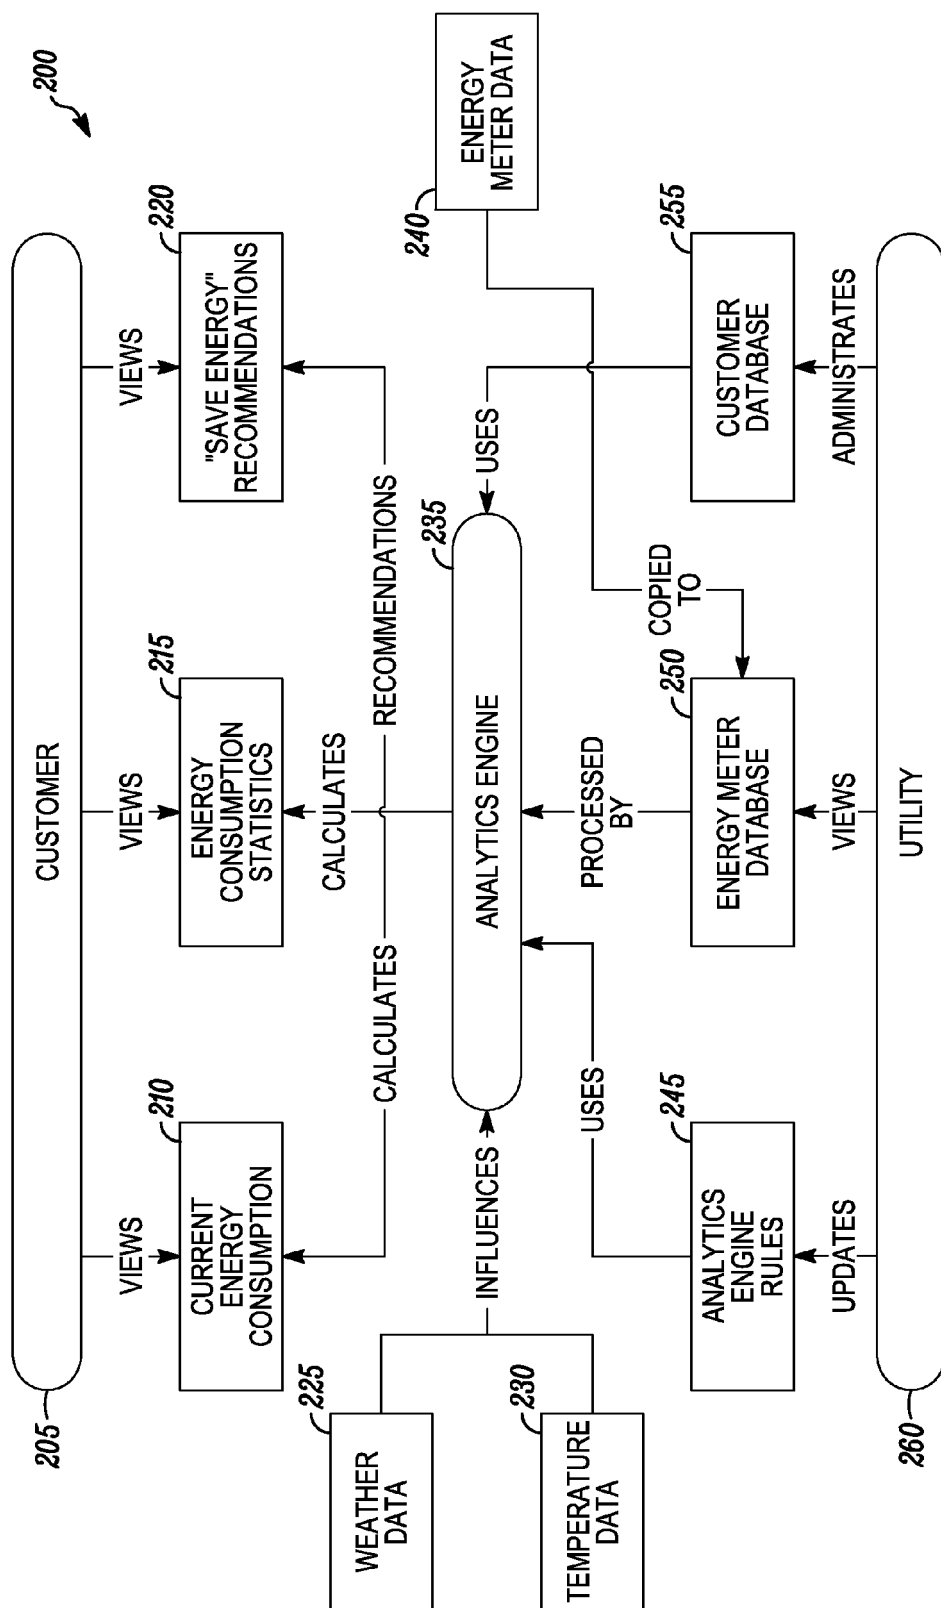 200
CUSTOMER
205
VIEWS
VIEWS
VIEWS
210
CURRENT
ENERGY
CONSUMPTION
215
ENERGY
CONSUMPTION
STATISTICS
220
"SAVE ENERGY"
RECOMMENDATIONS
225
WEATHER
DATA
CALCULATES
CALCULATES
RECOMMENDATIONS
INFLUENCES
235
ANALYTICS ENGINE
USES
240
ENERGY
METER DATA
230
TEMPERATURE
DATA
USES
PROCESSED
BY
COPIED
TO
245
ANALYTICS
ENGINE
RULES
250
ENERGY METER
DATABASE
255
CUSTOMER
DATABASE
UPDATES
VIEWS
ADMINISTRATES
260
UTILITY